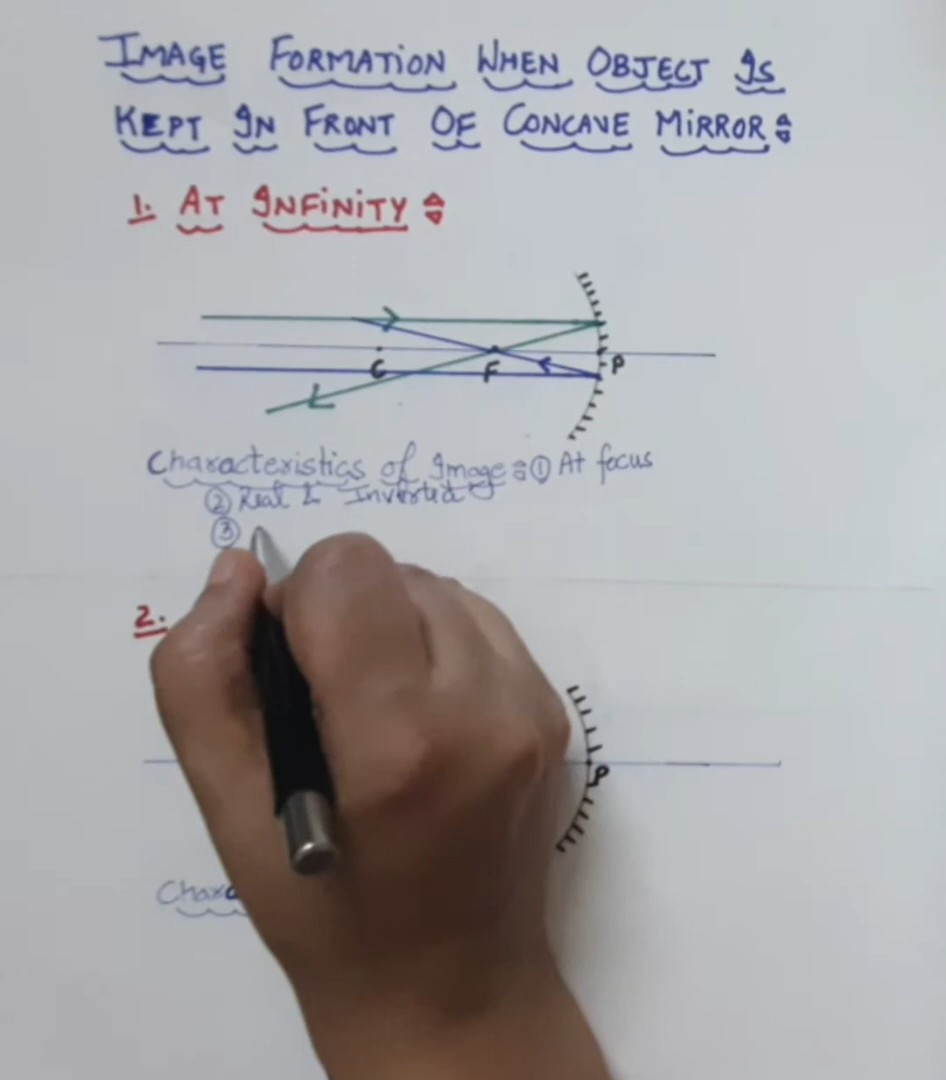 IMAGE FORMATION WHEN OBJECT IS
KEPT IN FRONT OF CONCAVE MIRROR:
1. AT INFINITY:
C F P
Characteristics of Image: ① At focus
② Real & Inverted
③
2.
P